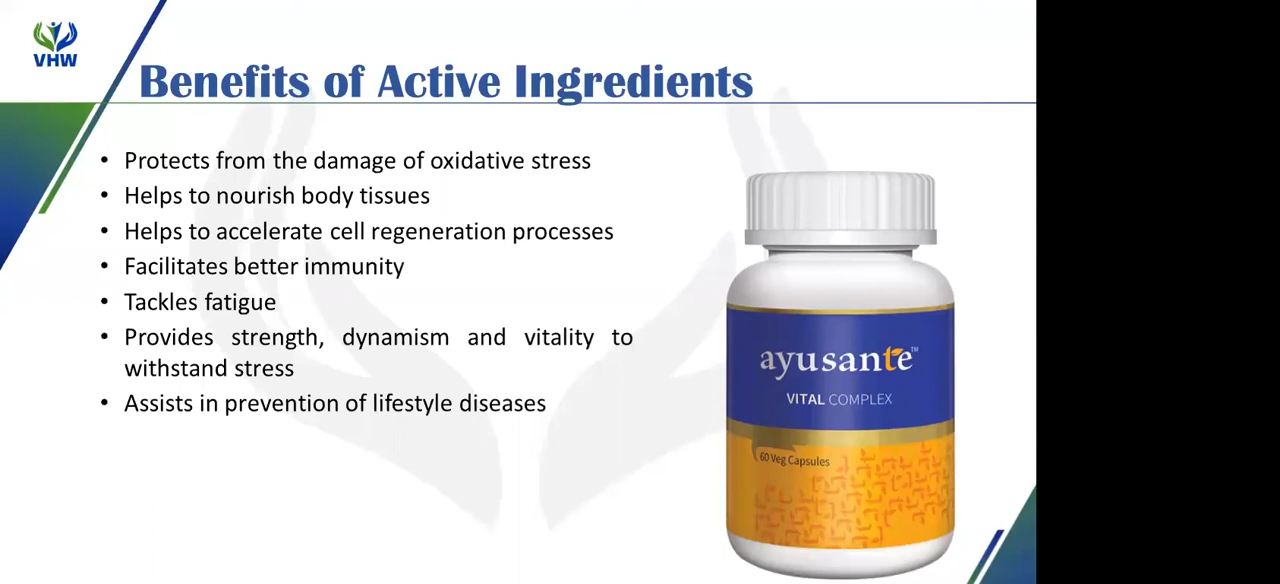 VHW
Benefits of Active Ingredients
• Protects from the damage of oxidative stress
• Helps to nourish body tissues
• Helps to accelerate cell regeneration processes
• Facilitates better immunity
• Tackles fatigue
• Provides strength, dynamism and vitality to
withstand stress
• Assists in prevention of lifestyle diseases
ayusante™
VITAL COMPLEX
60 Veg Capsules